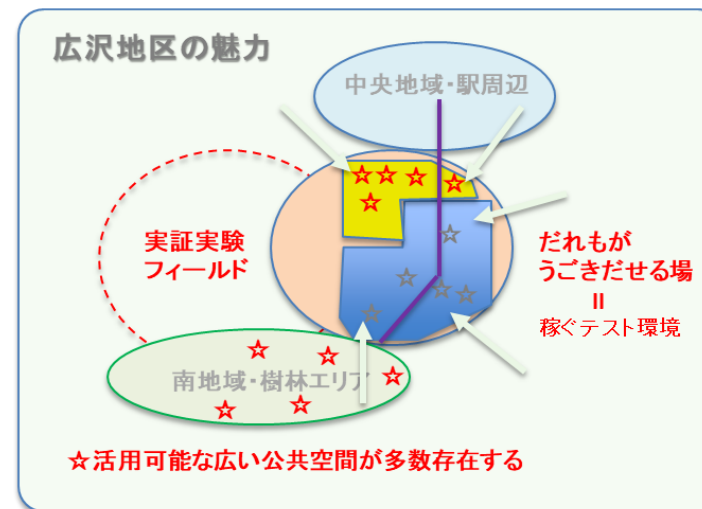 広沢地区の魅力
中央地域・駅周辺
実証実験
フィールド
だれもが
うごきだせる場
=
稼ぐテスト環境
南地域・樹林エリア
☆活用可能な広い公共空間が多数存在する